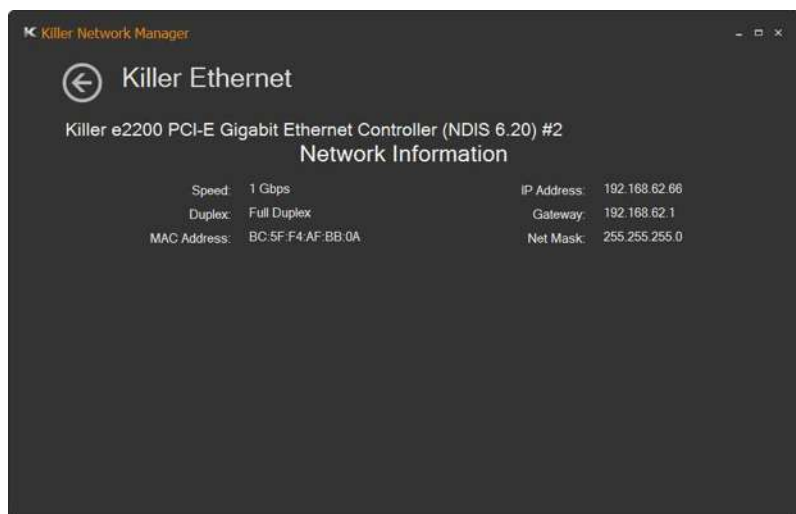 Killer Network Manager
Killer Ethernet
Killer e2200 PCI-E Gigabit Ethernet Controller (NDIS 6.20) #2
Network Information
Speed: 1 Gbps IP Address: 192.168.62.66
Duplex: Full Duplex Gateway: 192.168.62.1
MAC Address: BC:5F:F4:AF:BB:0A Net Mask: 255.255.255.0